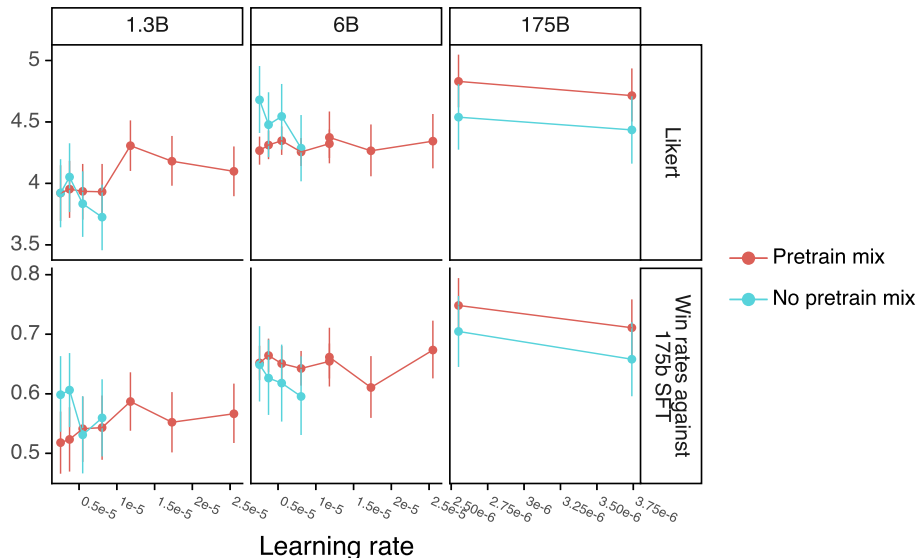 1.3B 6B 175B
5
4.5
4
3.5
Likert
0.8
0.7
0.6
0.5
Win rates against
175b SFT
Pretrain mix
No pretrain mix
0.5e-5 1e-5 1.5e-5 2e-5 2.5e-5 0.5e-5 1e-5 1.5e-5 2e-5 2.5e-5 2.50e-6 2.75e-6 3e-6 3.25e-6 3.50e-6 3.75e-6
Learning rate